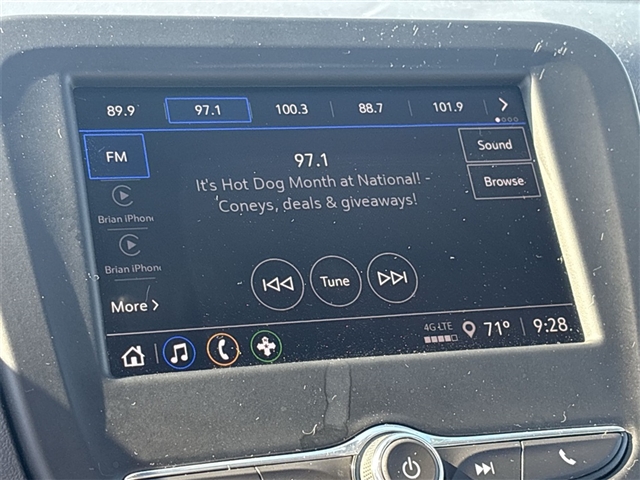 89.9 97.1 100.3 88.7 101.9
FM
97.1
Sound
It's Hot Dog Month at National! -
Browse
Coneys, deals & giveaways!
Brian iPhone
Brian iPhone
Tune
More
4G LTE 71° 9:28